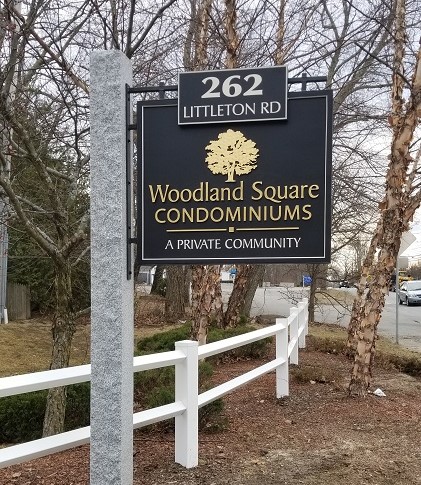 262
LITTLETON RD
Woodland Square
CONDOMINIUMS
A PRIVATE COMMUNITY